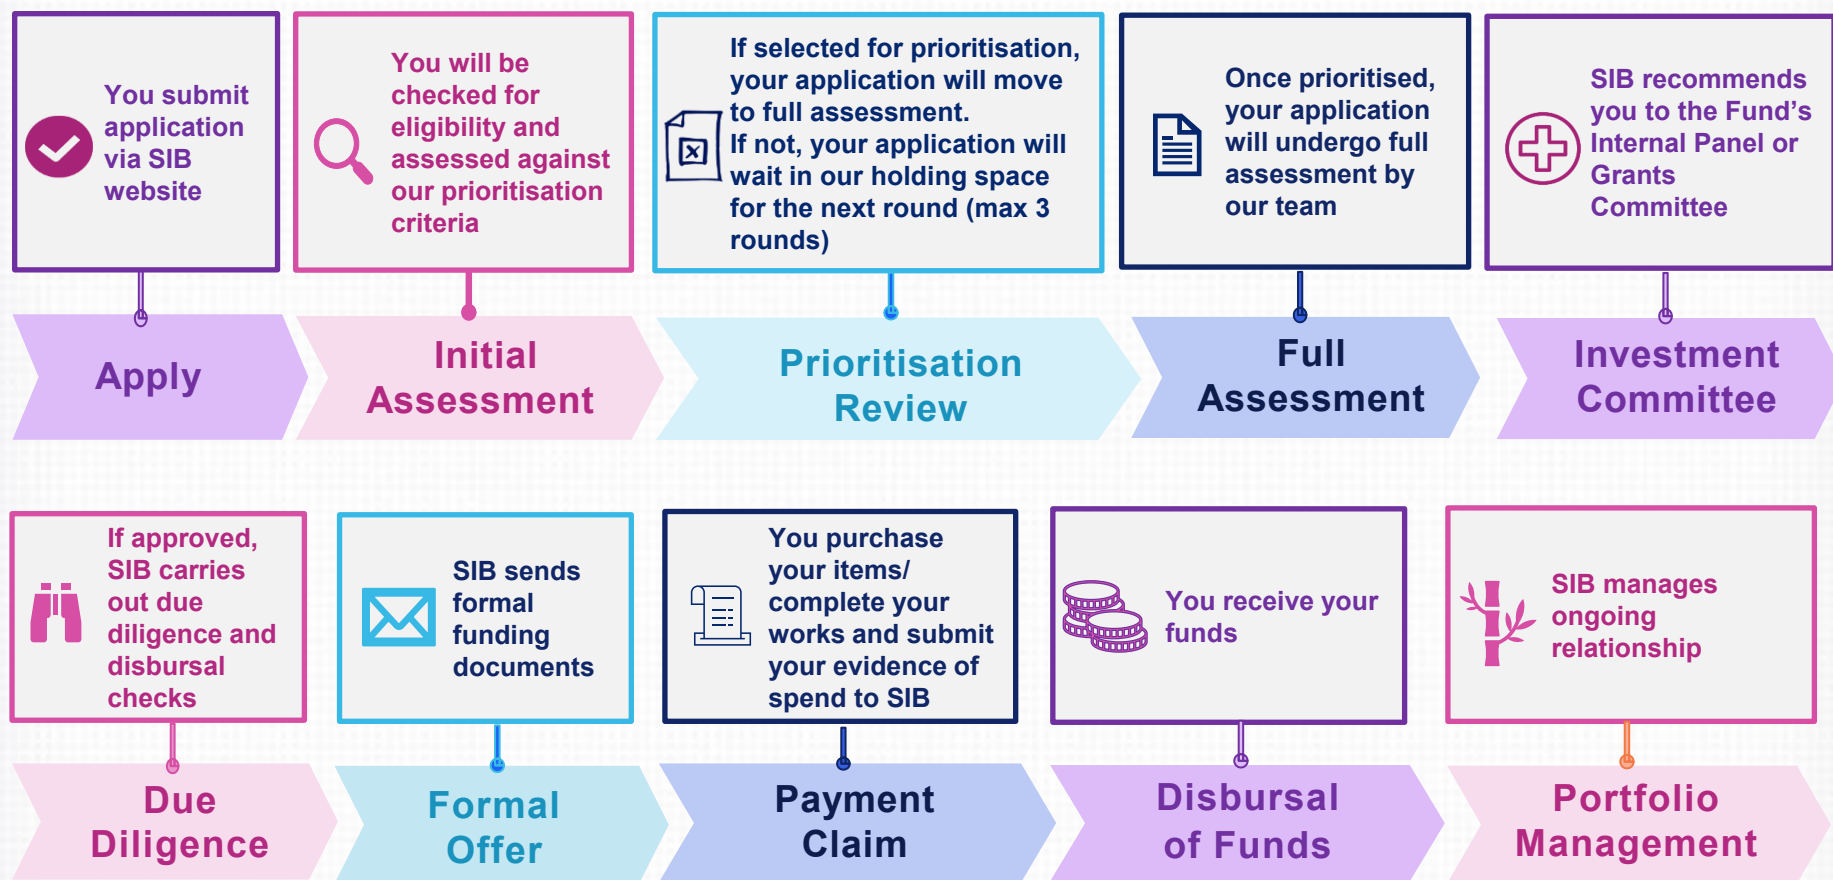 You submit
application
via SIB
website
You will be
checked for
eligibility and
assessed against
our prioritisation
criteria
If selected for prioritisation,
your application will move
to full assessment.
If not, your application will
wait in our holding space
for the next round (max 3
rounds)
Once prioritised,
your application
will undergo full
assessment by
our team
SIB recommends
you to the Fund’s
Internal Panel or
Grants
Committee
Apply
Initial
Assessment
Prioritisation
Review
Full
Assessment
Investment
Committee
If approved,
SIB carries
out due
diligence and
disbursal
checks
SIB sends
formal
funding
documents
You purchase
your items/
complete your
works and submit
your evidence of
spend to SIB
You receive your
funds
SIB manages
ongoing
relationship
Due
Diligence
Formal
Offer
Payment
Claim
Disbursal
of Funds
Portfolio
Management